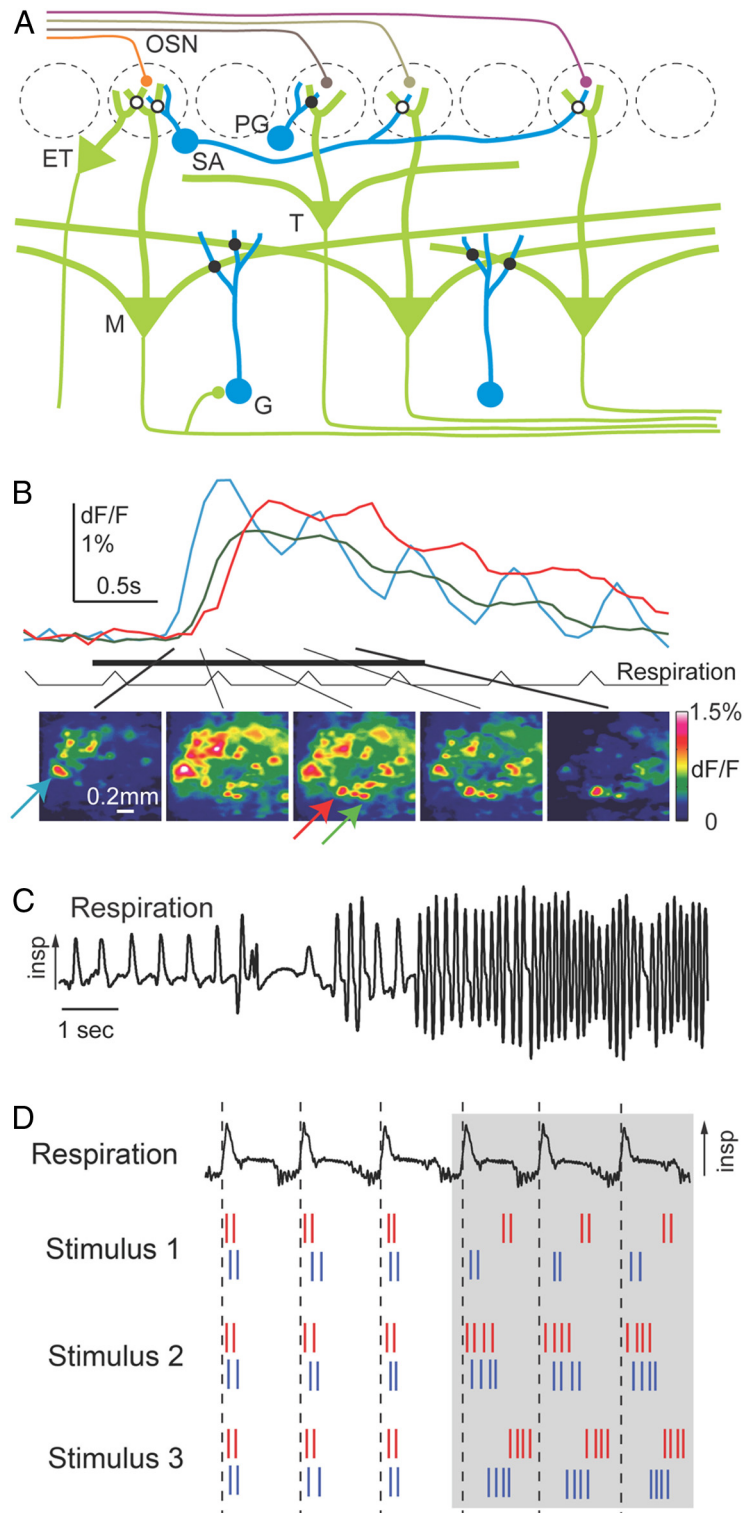 A
OSN
PG
ET
SA
T
M
G
B
dF/F
1%
0.5s
Respiration
1.5%
dF/F
0.2mm
0
C
Respiration
insp
1 sec
D
Respiration
insp
Stimulus 1
Stimulus 2
Stimulus 3